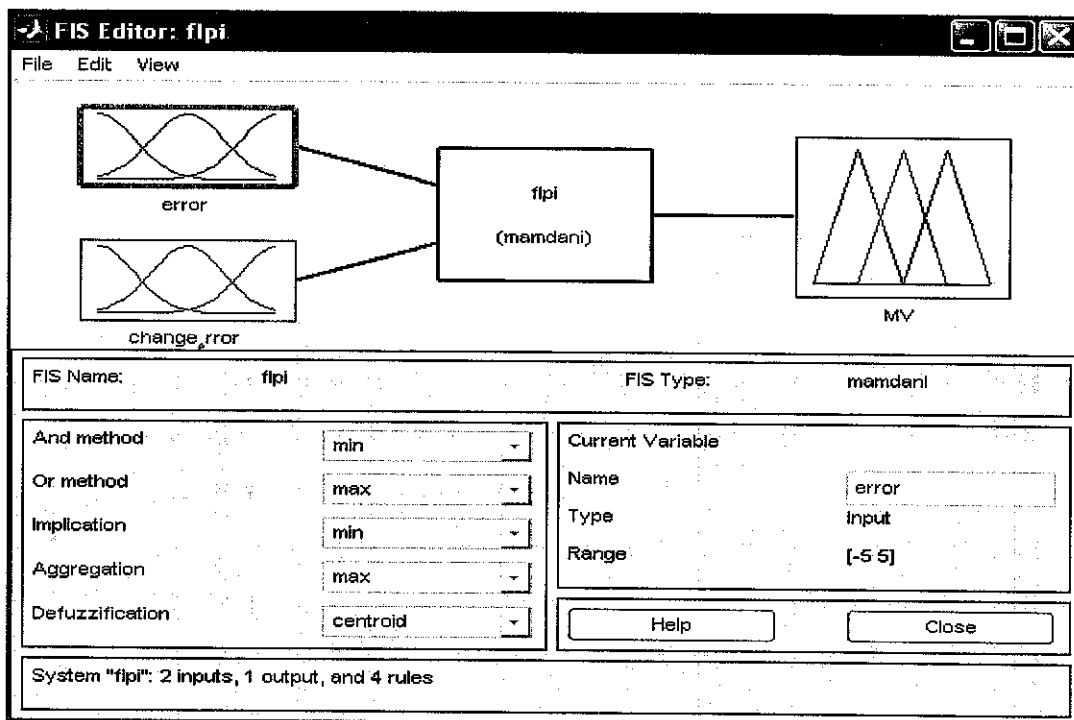 FIS Editor: flpi
File Edit View
error
flpi
(mamdani)
change_error
MV
FIS Name: flpi FIS Type: mamdani
And method min
Or method max
Implication min
Aggregation max
Defuzzification centroid
Current Variable
Name error
Type input
Range [-5 5]
Help Close
System "flpi": 2 inputs, 1 output, and 4 rules